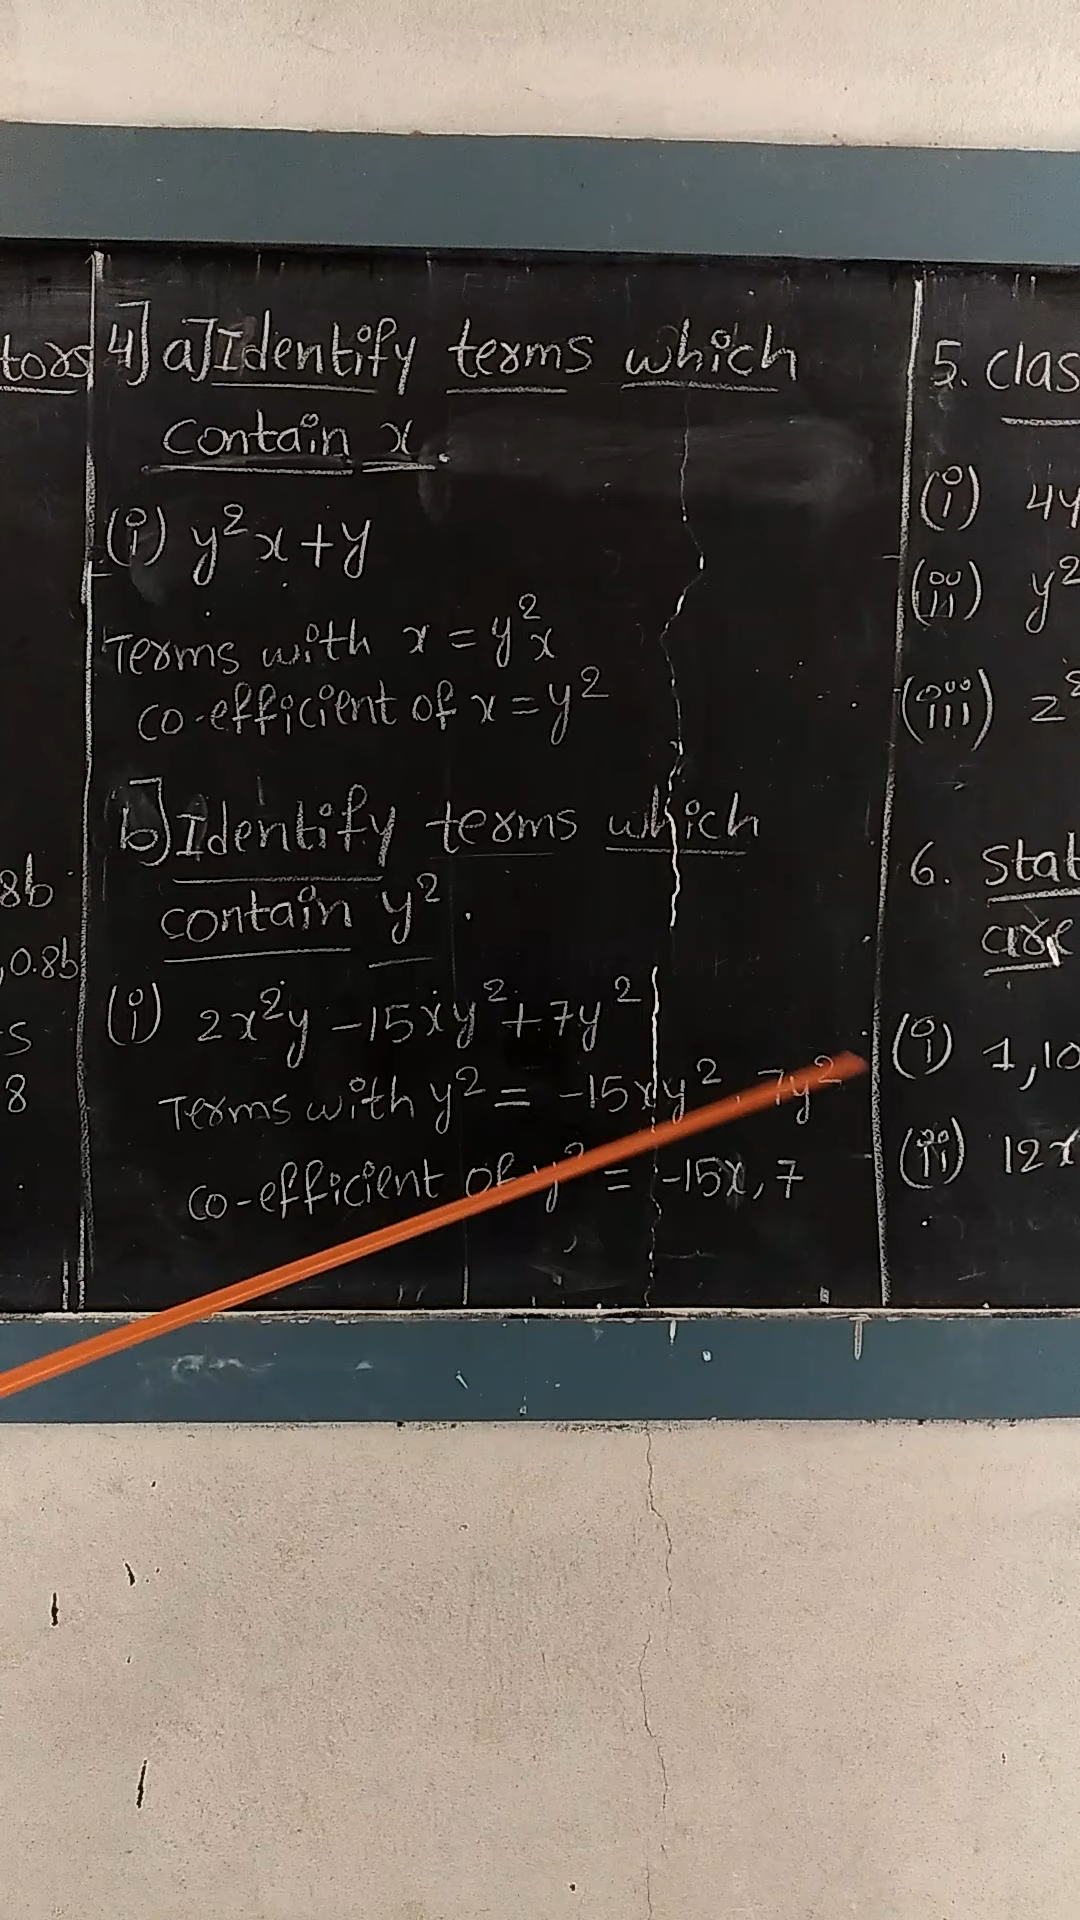 tors
8b
,0.8b
s
8
4] a] Identify terms which
contain x.
(i) y²x+y
Terms with x = y²x
co-efficient of x = y²
b] Identify terms which
contain y².
(i) 2x²y -15xy²+7y²
Terms with y² = -15xy², 7y²
co-efficient of y² = -15x, 7
5. clas
(i) 4y
(ii) y²
(iii) z²
6. Stat
are
(i) 1,10
(ii) 12x